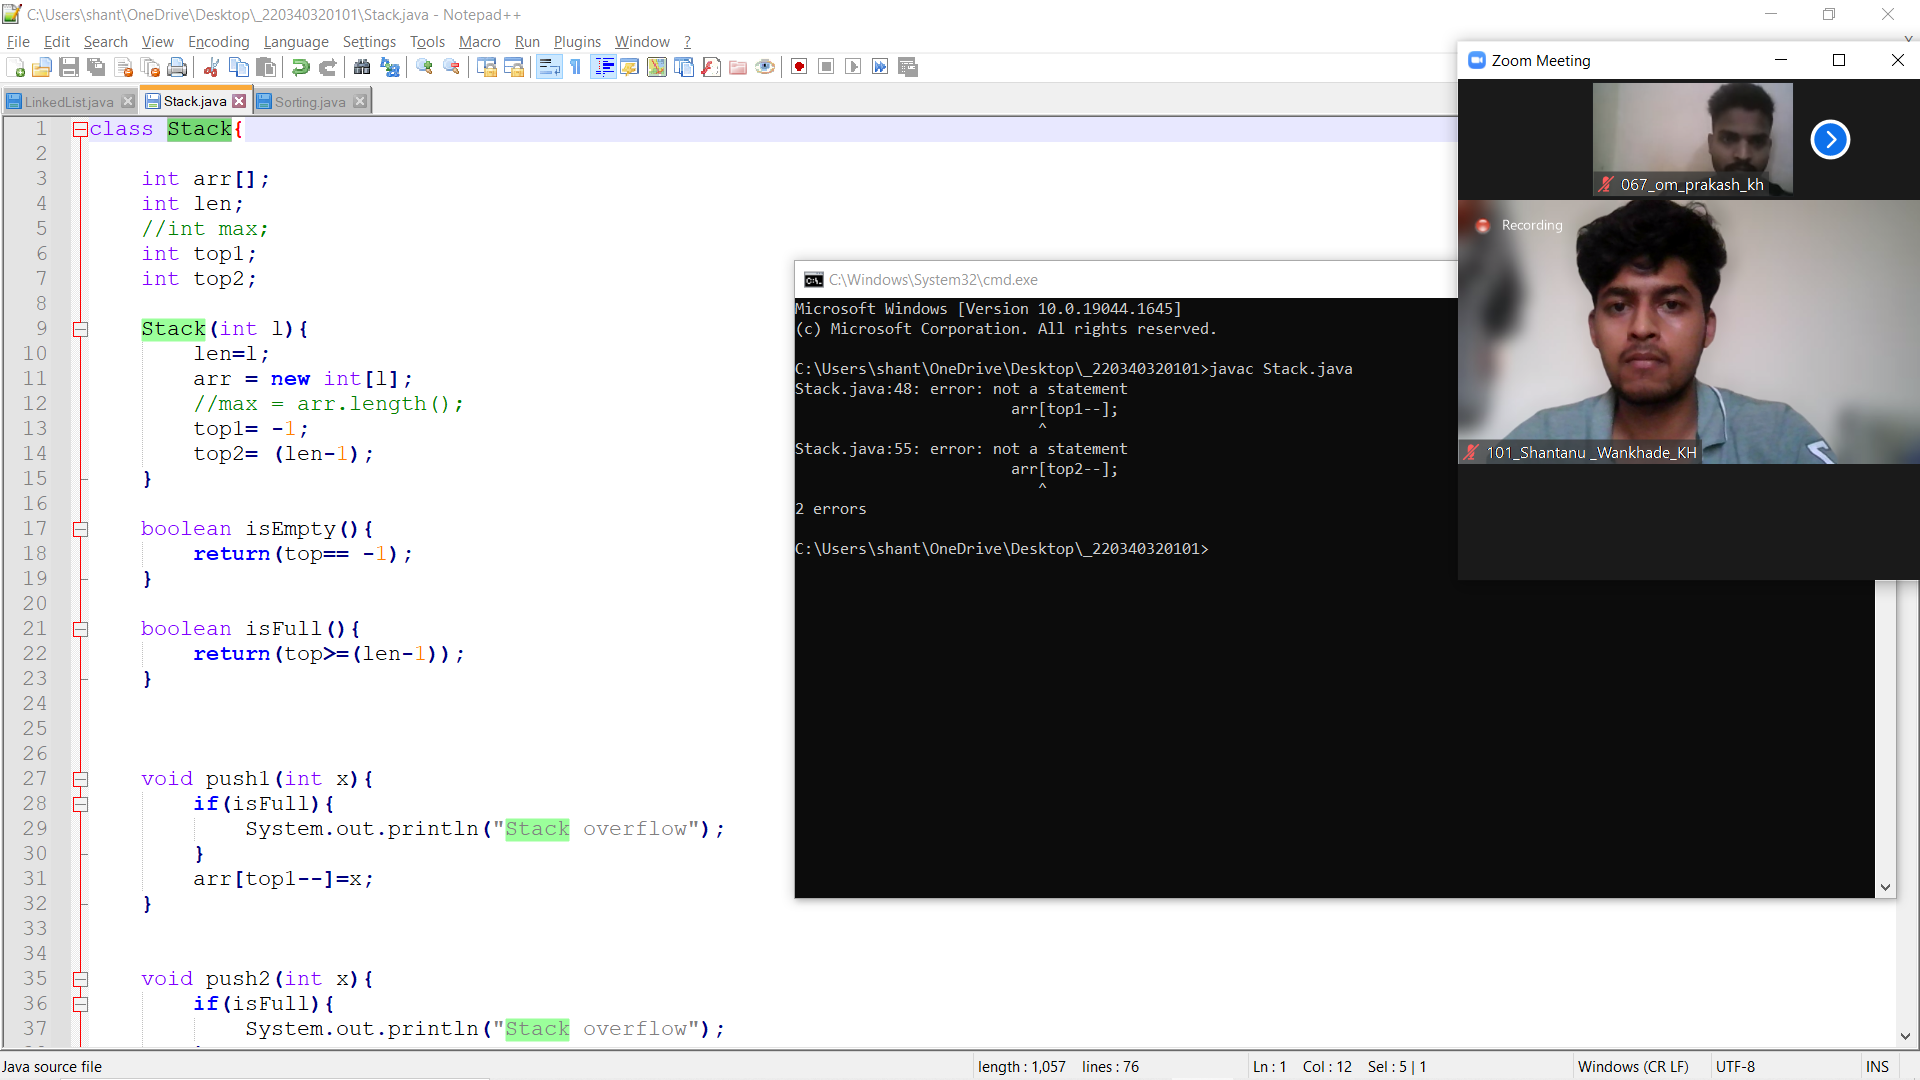 C:\Users\shant\OneDrive\Desktop\_220340320101\Stack.java - Notepad++
File Edit Search View Encoding Language Settings Tools Macro Run Plugins Window ?
LinkedList.java Stack.java Sorting.java
1 class Stack{
2
3 int arr[];
4 int len;
5 //int max;
6 int top1;
7 int top2;
8
9 Stack(int l){
10 len=l;
11 arr = new int[l];
12 //max = arr.length();
13 top1= -1;
14 top2= (len-1);
15 }
16
17 boolean isEmpty(){
18 return(top== -1);
19 }
20
21 boolean isFull(){
22 return(top>=(len-1));
23 }
24
25
26
27 void push1(int x){
28 if(isFull){
29 System.out.println("Stack overflow");
30 }
31 arr[top1--]=x;
32 }
33
34
35 void push2(int x){
36 if(isFull){
37 System.out.println("Stack overflow");
C:\Windows\System32\cmd.exe
Microsoft Windows [Version 10.0.19044.1645]
(c) Microsoft Corporation. All rights reserved.
C:\Users\shant\OneDrive\Desktop\_220340320101>javac Stack.java
Stack.java:48: error: not a statement
arr[top1--];
^
Stack.java:55: error: not a statement
arr[top2--];
^
2 errors
C:\Users\shant\OneDrive\Desktop\_220340320101>
Zoom Meeting
067_om_prakash_kh
Recording
101_Shantanu _Wankhade_KH
Java source file length : 1,057 lines : 76 Ln : 1 Col : 12 Sel : 5 | 1 Windows (CR LF) UTF-8 INS